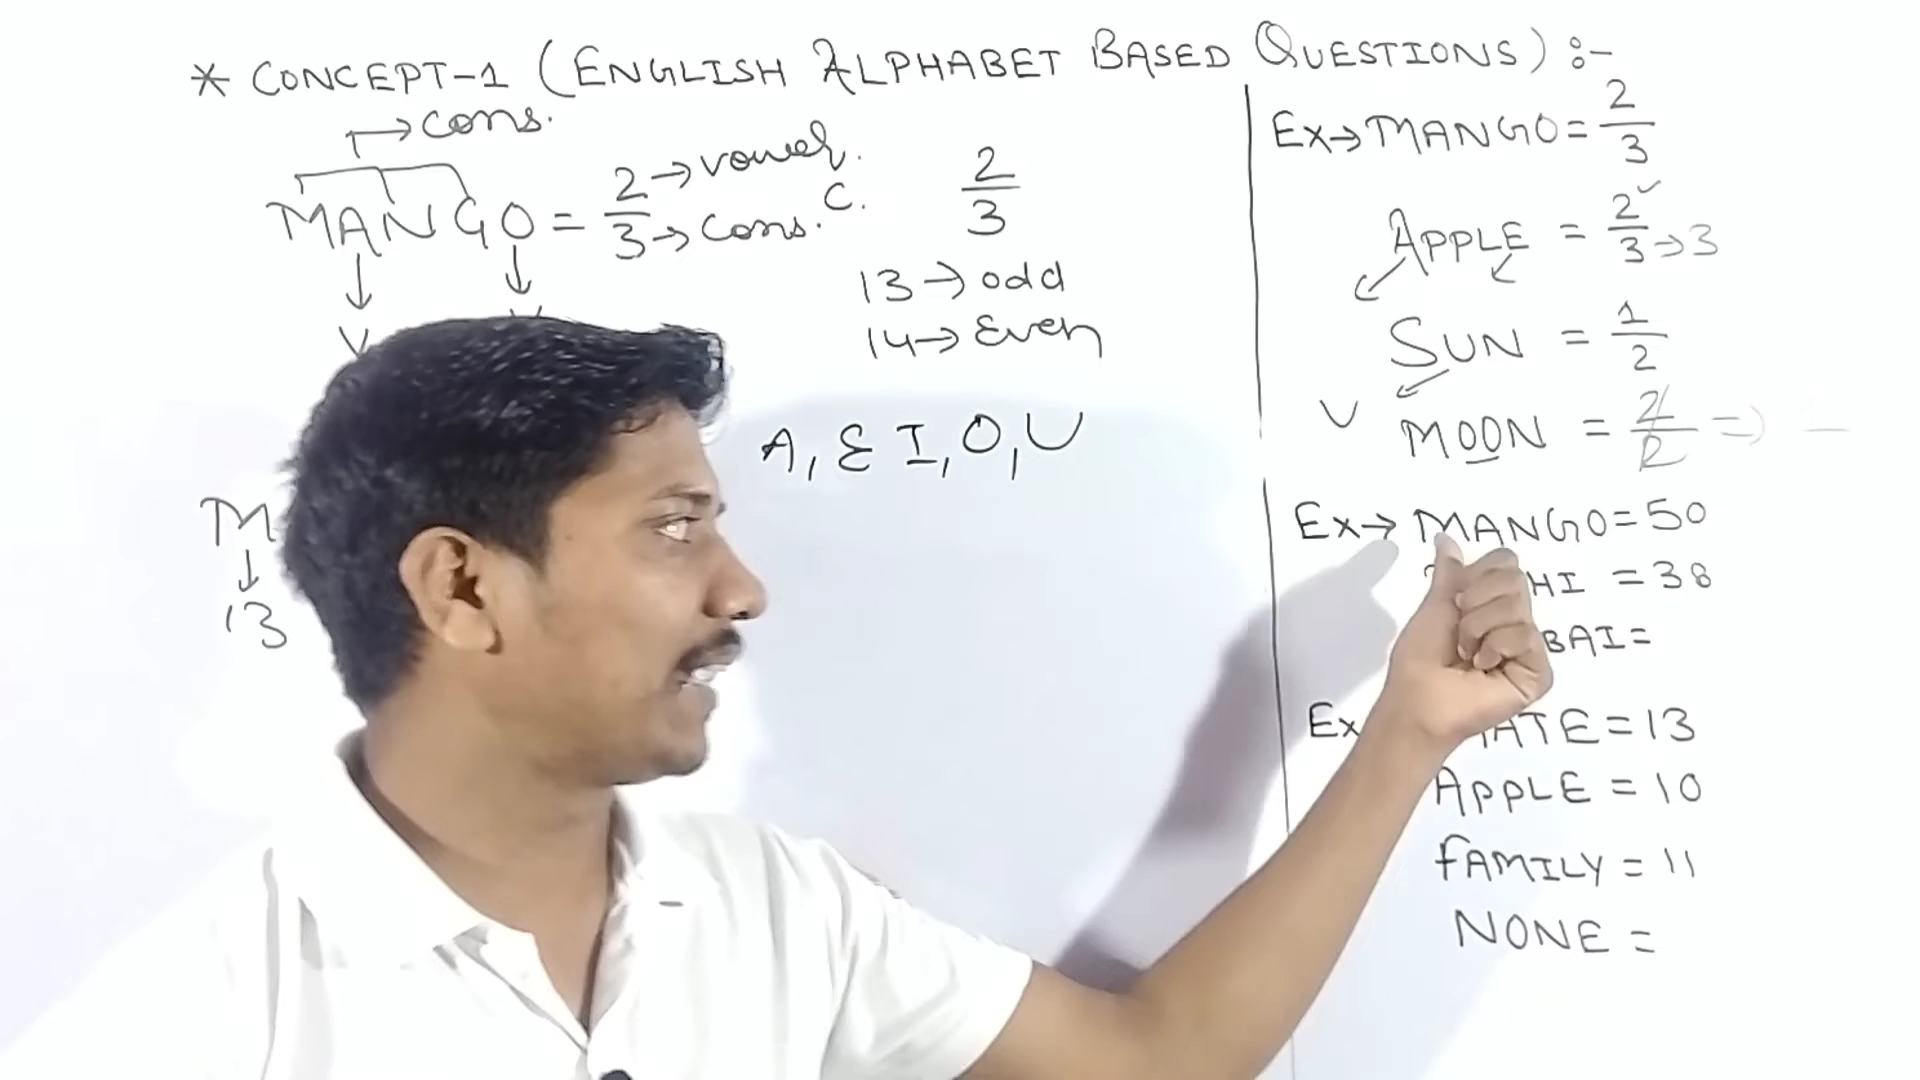 * CONCEPT-1 (ENGLISH ALPHABET BASED QUESTIONS) :-
→ cons.
MANGO = 2/3
→ vowel.
→ cons. C.
2/3
V
13 → odd
14 → Even
A, E I, O, U
M
↓
13
Ex→ MANGO = 2/3
APPLE = 2/3 → 3
SUN = 1/2
V MOON = 2/2 ⇒
Ex→ MANGO = 50
HI = 38
BAI =
Ex ATE = 13
APPLE = 10
FAMILY = 11
NONE =